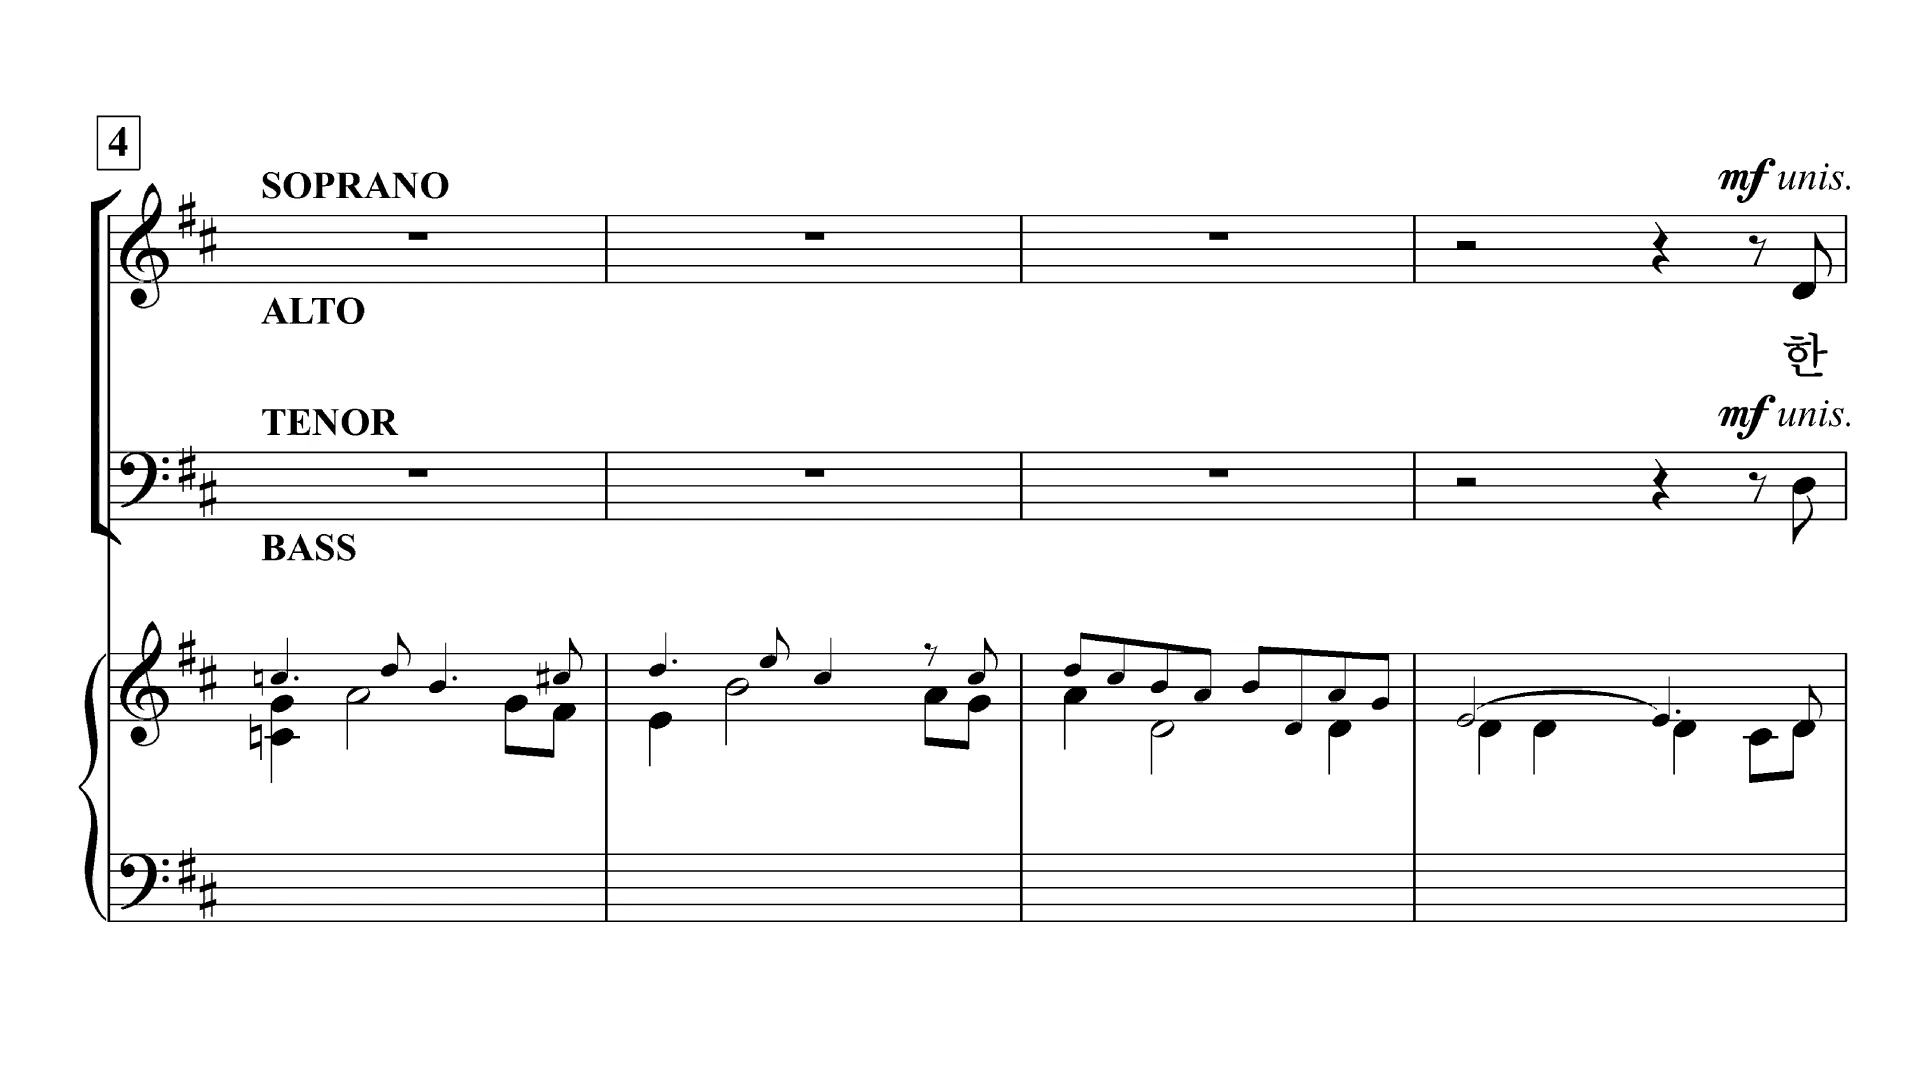 4
SOPRANO
mf unis.
ALTO
한
TENOR
mf unis.
BASS